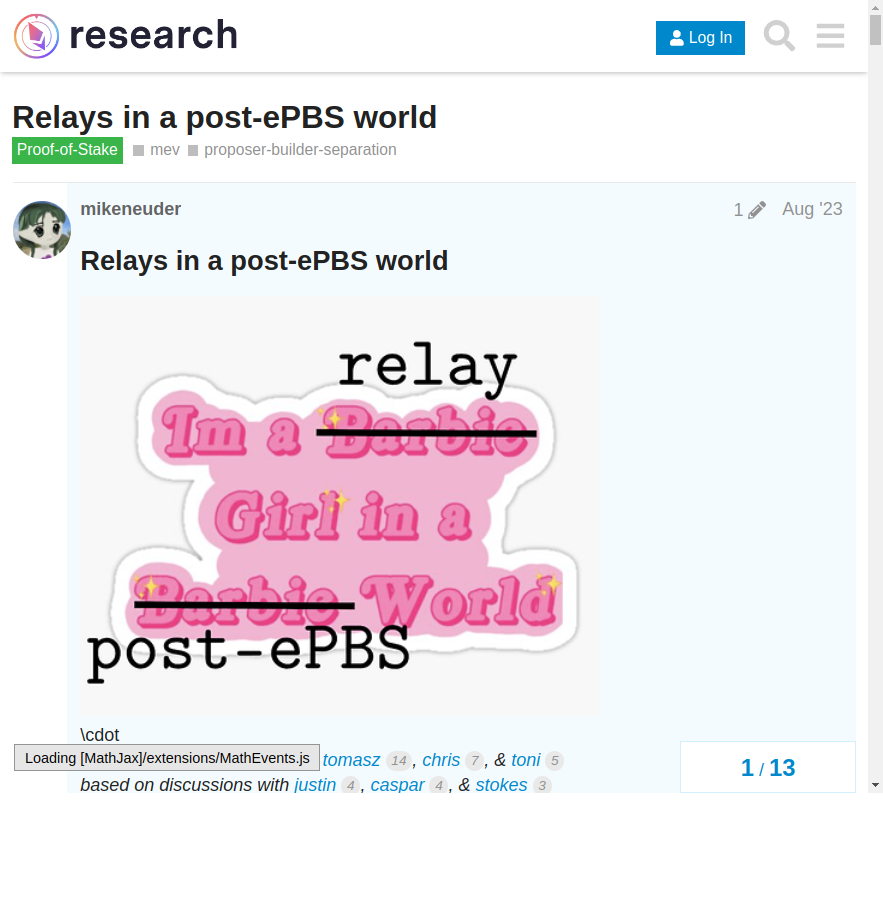 research
Log In
Relays in a post-ePBS world
Proof-of-Stake mev proposer-builder-separation
mikeneuder 1 Aug '23
Relays in a post-ePBS world
relay
Im a Barbie
Girl in a
Barbie World
post-ePBS
\cdot
Loading [MathJax]/extensions/MathEvents.js tomasz 14, chris 7, & toni 5
based on discussions with justin 4, caspar 4, & stokes 3
1 / 13